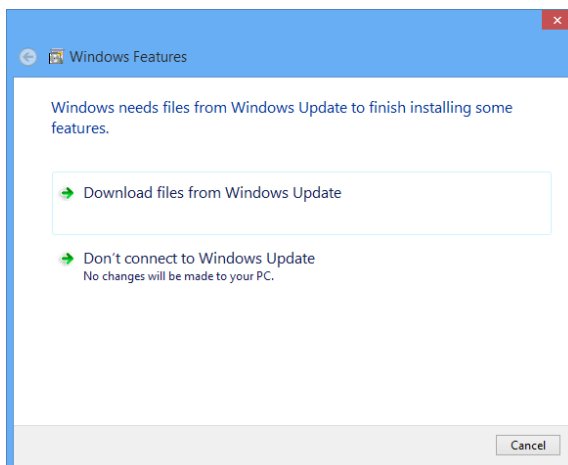 Windows Features
Windows needs files from Windows Update to finish installing some
features.
Download files from Windows Update
Don't connect to Windows Update
No changes will be made to your PC.
Cancel